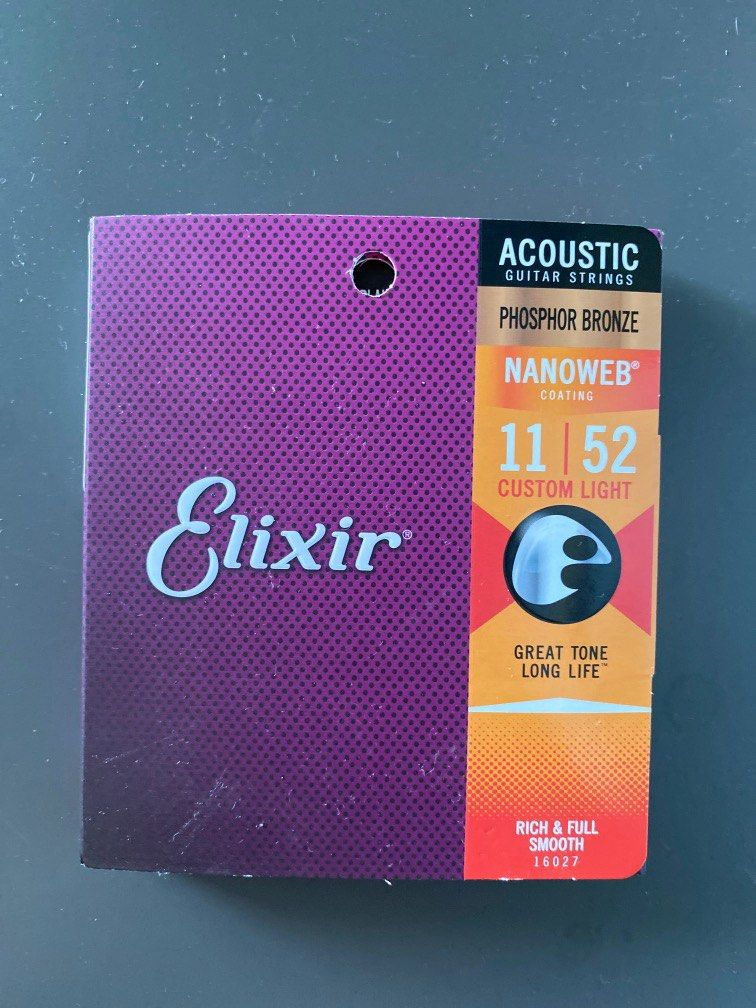 Elixir®
ACOUSTIC
GUITAR STRINGS
PHOSPHOR BRONZE
NANOWEB®
COATING
11 | 52
CUSTOM LIGHT
GREAT TONE
LONG LIFE™
RICH & FULL
SMOOTH
16027